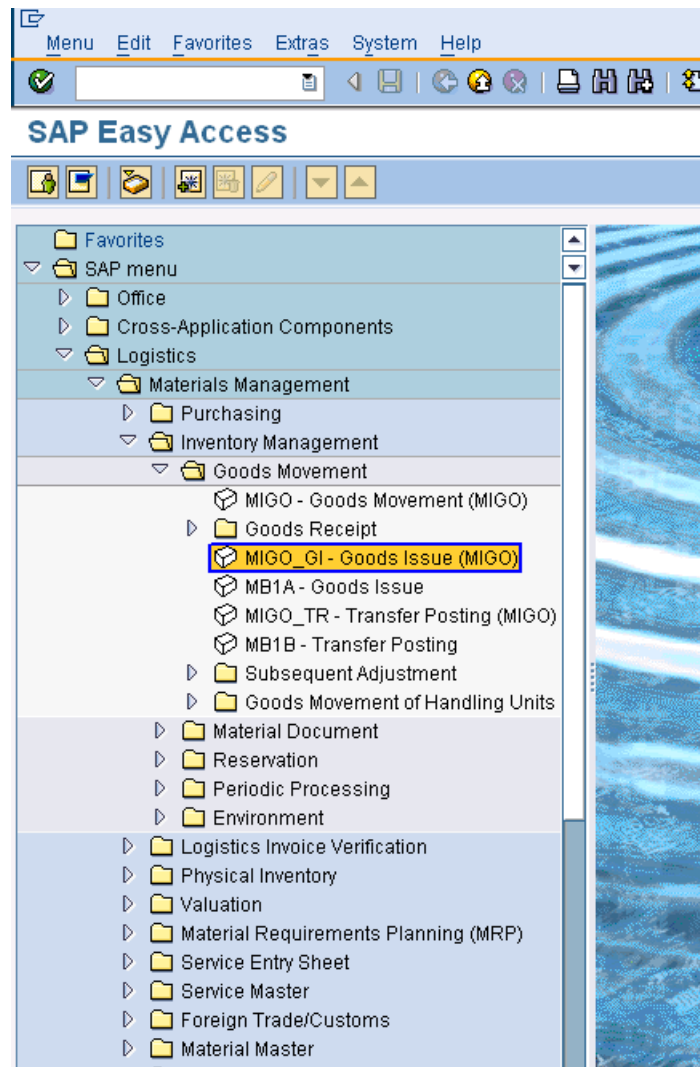 Menu Edit Favorites Extras System Help
SAP Easy Access
Favorites
SAP menu
Office
Cross-Application Components
Logistics
Materials Management
Purchasing
Inventory Management
Goods Movement
MIGO - Goods Movement (MIGO)
Goods Receipt
MIGO_GI - Goods Issue (MIGO)
MB1A - Goods Issue
MIGO_TR - Transfer Posting (MIGO)
MB1B - Transfer Posting
Subsequent Adjustment
Goods Movement of Handling Units
Material Document
Reservation
Periodic Processing
Environment
Logistics Invoice Verification
Physical Inventory
Valuation
Material Requirements Planning (MRP)
Service Entry Sheet
Service Master
Foreign Trade/Customs
Material Master